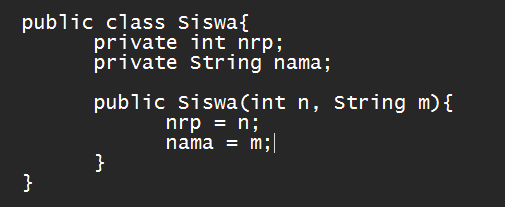 public class Siswa{
private int nrp;
private String nama;
public Siswa(int n, String m){
nrp = n;
nama = m;
}
}